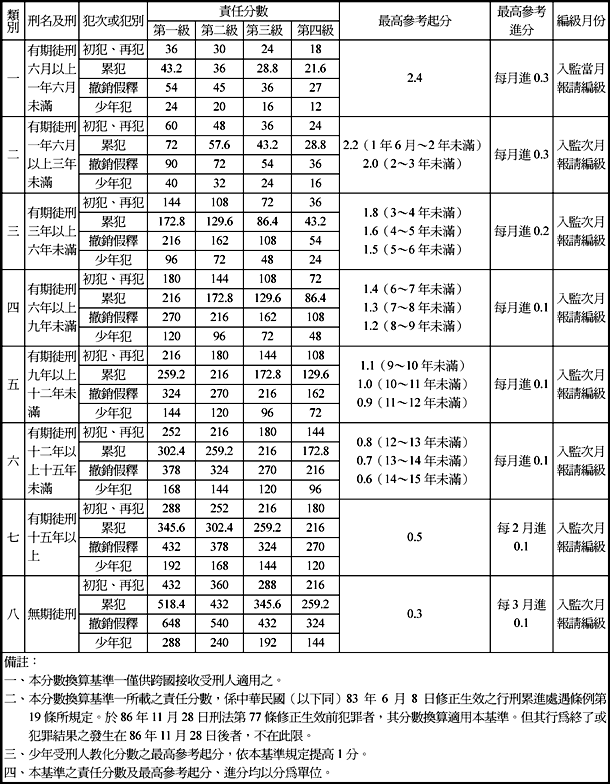 類別 刑名及刑 犯次或犯別 責任分數 最高參考起分 最高參考進分 編級月份
第一級 第二級 第三級 第四級
一 有期徒刑六月以上一年六月未滿 初犯、再犯 36 30 24 18 2.4 每月進 0.3 入監當月報請編級
累犯 43.2 36 28.8 21.6
撤銷假釋 54 45 36 27
少年犯 24 20 16 12
二 有期徒刑一年六月以上三年未滿 初犯、再犯 60 48 36 24 2.2（1 年 6 月～2 年未滿） 2.0（2～3 年未滿） 每月進 0.3 入監次月報請編級
累犯 72 57.6 43.2 28.8
撤銷假釋 90 72 54 36
少年犯 40 32 24 16
三 有期徒刑三年以上六年未滿 初犯、再犯 144 108 72 36 1.8（3～4 年未滿） 1.6（4～5 年未滿） 1.5（5～6 年未滿） 每月進 0.2 入監次月報請編級
累犯 172.8 129.6 86.4 43.2
撤銷假釋 216 162 108 54
少年犯 96 72 48 24
四 有期徒刑六年以上九年未滿 初犯、再犯 180 144 108 72 1.4（6～7 年未滿） 1.3（7～8 年未滿） 1.2（8～9 年未滿） 每月進 0.1 入監次月報請編級
累犯 216 172.8 129.6 86.4
撤銷假釋 270 216 162 108
少年犯 120 96 72 48
五 有期徒刑九年以上十二年未滿 初犯、再犯 216 180 144 108 1.1（9～10 年未滿） 1.0（10～11 年未滿） 0.9（11～12 年未滿） 每月進 0.1 入監次月報請編級
累犯 259.2 216 172.8 129.6
撤銷假釋 324 270 216 162
少年犯 144 120 96 72
六 有期徒刑十二年以上十五年未滿 初犯、再犯 252 216 180 144 0.8（12～13 年未滿） 0.7（13～14 年未滿） 0.6（14～15 年未滿） 每月進 0.1 入監次月報請編級
累犯 302.4 259.2 216 172.8
撤銷假釋 378 324 270 216
少年犯 168 144 120 96
七 有期徒刑十五年以上 初犯、再犯 288 252 216 180 0.5 每 2 月進 0.1 入監次月報請編級
累犯 345.6 302.4 259.2 216
撤銷假釋 432 378 324 270
少年犯 192 168 144 120
八 無期徒刑 初犯、再犯 432 360 288 216 0.3 每 3 月進 0.1 入監次月報請編級
累犯 518.4 432 345.6 259.2
撤銷假釋 648 540 432 324
少年犯 288 240 192 144
備註：
一、本分數換算基準一僅供跨國接收受刑人適用之。
二、本分數換算基準一所載之責任分數，係中華民國（以下同）83 年 6 月 8 日修正生效之行刑累進處遇條例第
19 條所規定。於 86 年 11 月 28 日刑法第 77 條修正生效前犯罪者，其分數換算適用本基準。但其行為終了或
犯罪結果之發生在 86 年 11 月 28 日後者，不在此限。
三、少年受刑人教化分數之最高參考起分，依本基準規定提高 1 分。
四、本基準之責任分數及最高參考起分、進分均以分為單位。